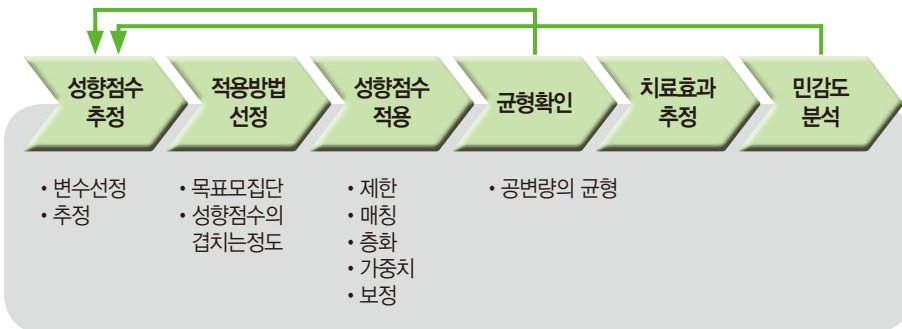 성향점수
추정
적용방법
선정
성향점수
적용
균형확인
치료효과
추정
민감도
분석
• 변수선정
• 추정
• 목표모집단
• 성향점수의
겹치는정도
• 제한
• 매칭
• 층화
• 가중치
• 보정
• 공변량의 균형